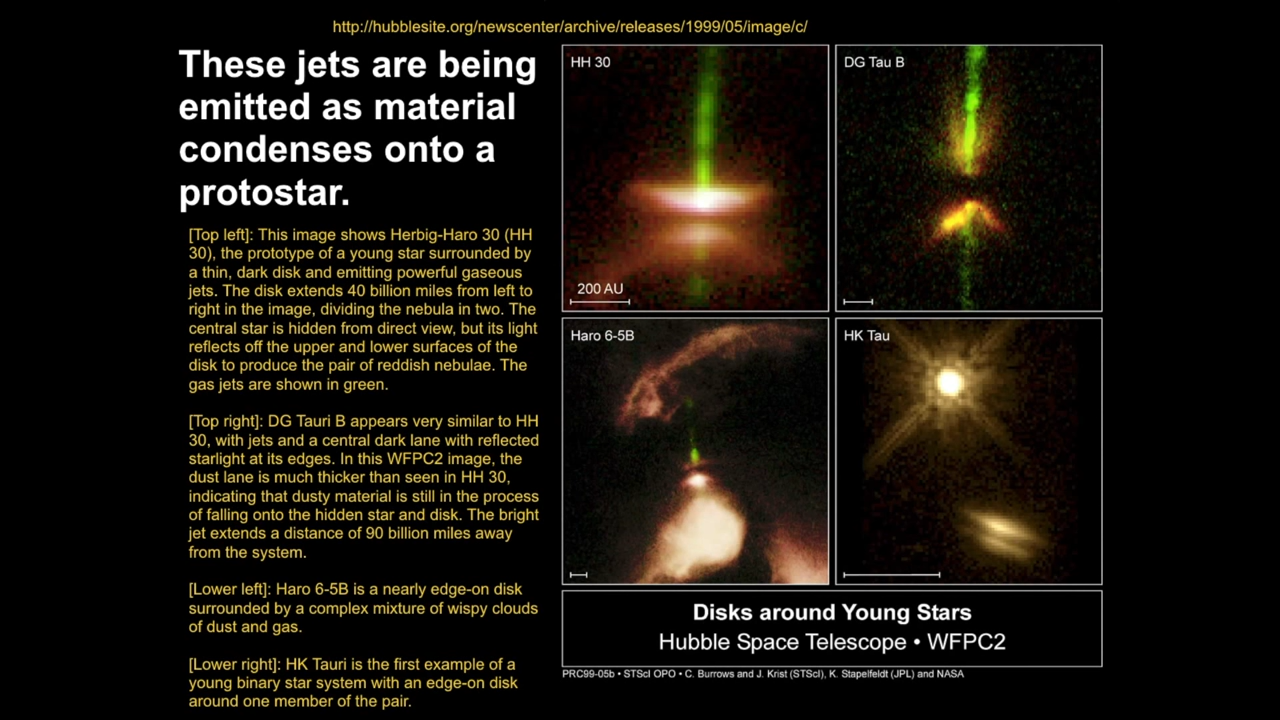 http://hubblesite.org/newscenter/archive/releases/1999/05/image/c/
These jets are being
emitted as material
condenses onto a
protostar.
[Top left]: This image shows Herbig-Haro 30 (HH
30), the prototype of a young star surrounded by
a thin, dark disk and emitting powerful gaseous
jets. The disk extends 40 billion miles from left to
right in the image, dividing the nebula in two. The
central star is hidden from direct view, but its light
reflects off the upper and lower surfaces of the
disk to produce the pair of reddish nebulae. The
gas jets are shown in green.
[Top right]: DG Tauri B appears very similar to HH
30, with jets and a central dark lane with reflected
starlight at its edges. In this WFPC2 image, the
dust lane is much thicker than seen in HH 30,
indicating that dusty material is still in the process
of falling onto the hidden star and disk. The bright
jet extends a distance of 90 billion miles away
from the system.
[Lower left]: Haro 6-5B is a nearly edge-on disk
surrounded by a complex mixture of wispy clouds
of dust and gas.
[Lower right]: HK Tauri is the first example of a
young binary star system with an edge-on disk
around one member of the pair.
HH 30
200 AU
DG Tau B
Haro 6-5B
HK Tau
Disks around Young Stars
Hubble Space Telescope • WFPC2
PRC99-05b • STScI OPO • C. Burrows and J. Krist (STScI), K. Stapelfeldt (JPL) and NASA